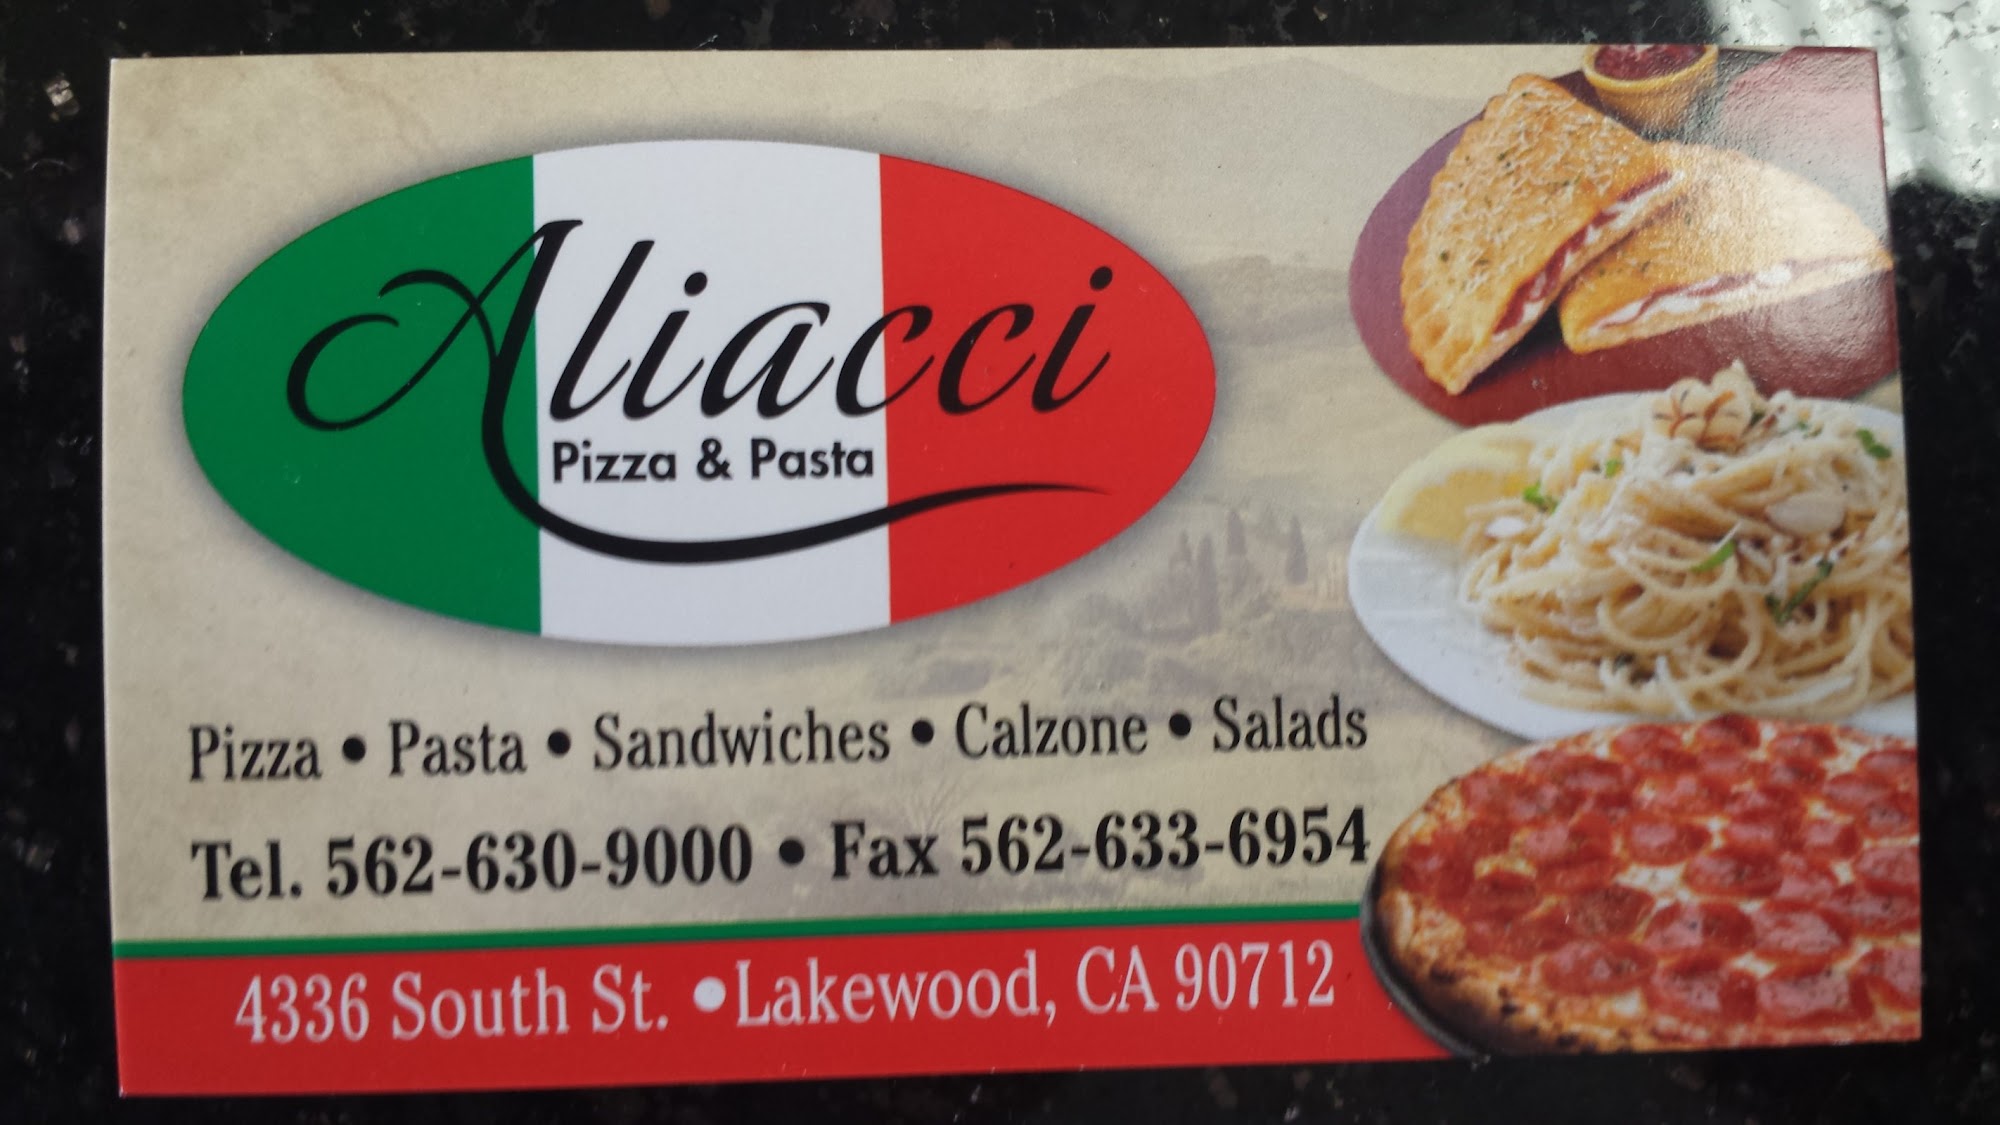 Aliacci
Pizza & Pasta
Pizza • Pasta • Sandwiches • Calzone • Salads
Tel. 562-630-9000 • Fax 562-633-6954
4336 South St. •Lakewood, CA 90712